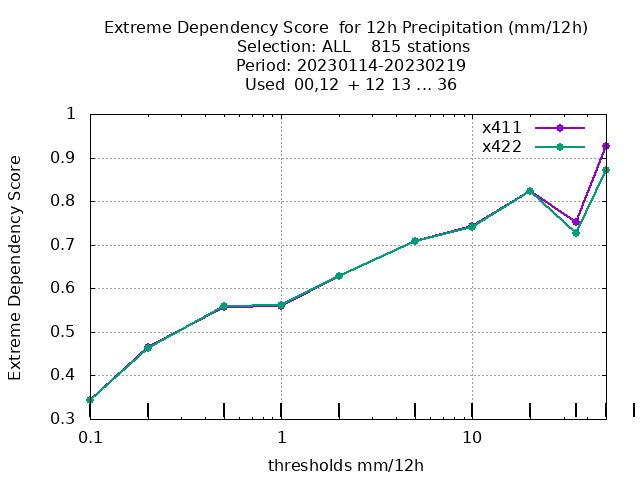 Extreme Dependency Score  for 12h Precipitation (mm/12h)
Selection: ALL    815 stations
Period: 20230114-20230219
Used  00,12  + 12 13 ... 36
x411
x422
Extreme Dependency Score
1
0.9
0.8
0.7
0.6
0.5
0.4
0.3
0.1
1
10
thresholds mm/12h